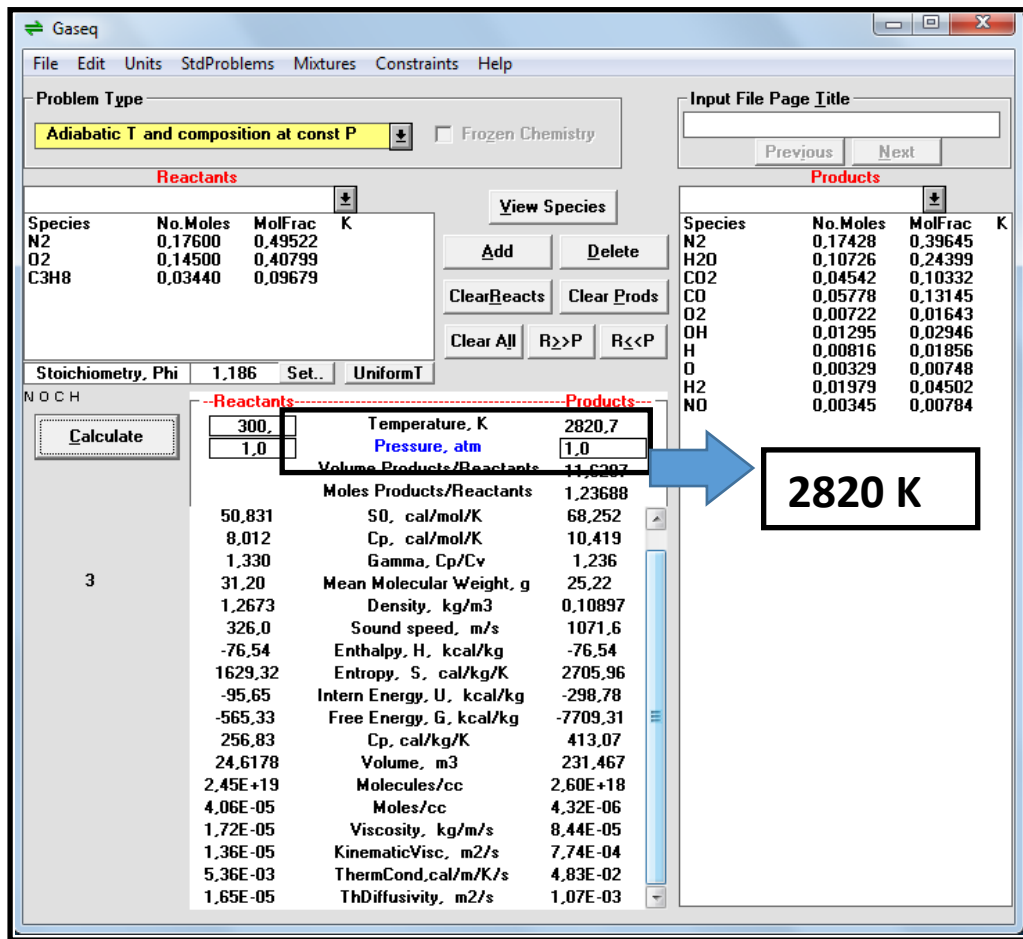 Gaseq
File Edit Units StdProblems Mixtures Constraints Help
Problem Type
Adiabatic T and composition at const P
Frozen Chemistry
Input File Page Title
Previous Next
Reactants
Species No.Moles MolFrac K
N2 0,17600 0,49522
O2 0,14500 0,40799
C3H8 0,03440 0,09679
View Species
Add Delete
ClearReacts Clear Prods
Clear All R>>P R<<P
Products
Species No.Moles MolFrac K
N2 0,17428 0,39645
H2O 0,10726 0,24399
CO2 0,04542 0,10332
CO 0,05778 0,13145
O2 0,00722 0,01643
OH 0,01295 0,02946
H 0,00816 0,01856
O 0,00329 0,00748
H2 0,01979 0,04502
NO 0,00345 0,00784
Stoichiometry, Phi 1,186 Set.. UniformT
N O C H
Calculate
3
--Reactants Products--
300, Temperature, K 2820,7
1,0 Pressure, atm 1,0
Volume Products/Reactants 11,6287
Moles Products/Reactants 1,23688
50,831 S0, cal/mol/K 68,252
8,012 Cp, cal/mol/K 10,419
1,330 Gamma, Cp/Cv 1,236
31,20 Mean Molecular Weight, g 25,22
1,2673 Density, kg/m3 0,10897
326,0 Sound speed, m/s 1071,6
-76,54 Enthalpy, H, kcal/kg -76,54
1629,32 Entropy, S, cal/kg/K 2705,96
-95,65 Intern Energy, U, kcal/kg -298,78
-565,33 Free Energy, G, kcal/kg -7709,31
256,83 Cp, cal/kg/K 413,07
24,6178 Volume, m3 231,467
2,45E+19 Molecules/cc 2,60E+18
4,06E-05 Moles/cc 4,32E-06
1,72E-05 Viscosity, kg/m/s 8,44E-05
1,36E-05 KinematicVisc, m2/s 7,74E-04
5,36E-03 ThermCond,cal/m/K/s 4,83E-02
1,65E-05 ThDiffusivity, m2/s 1,07E-03
2820 K